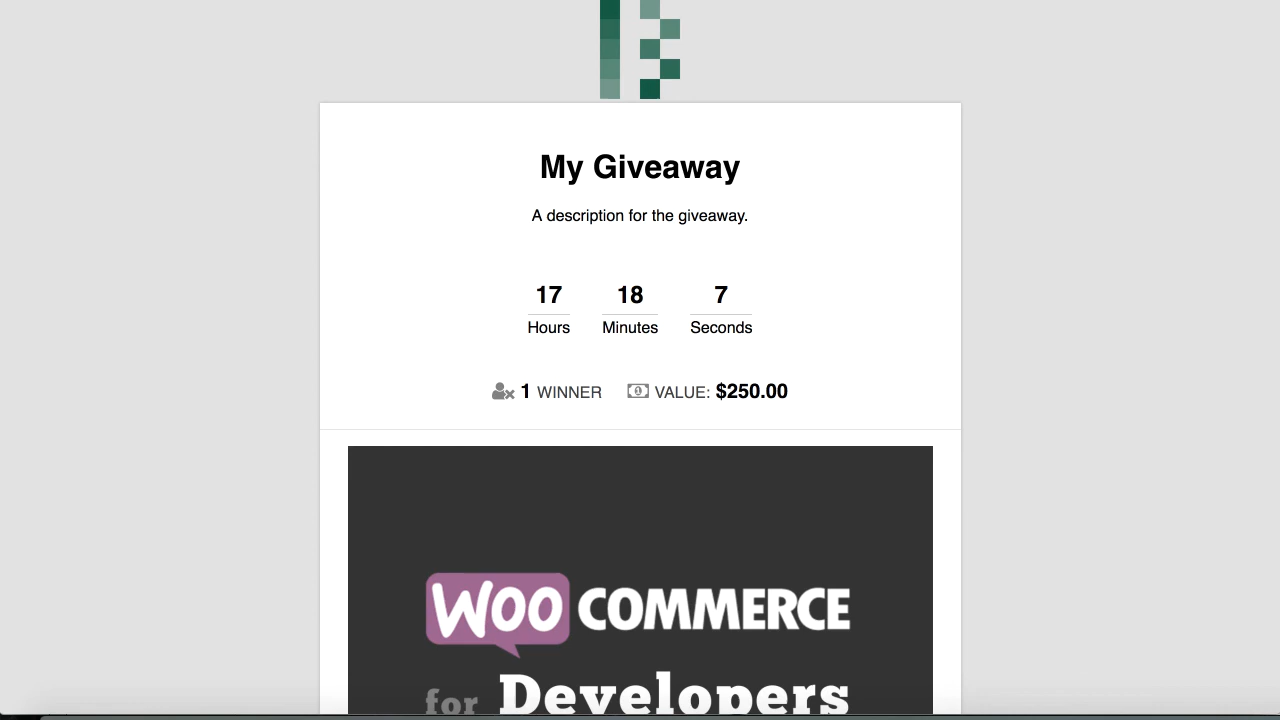 My Giveaway
A description for the giveaway.
17 18 7
Hours Minutes Seconds
1 WINNER VALUE: $250.00
WOO COMMERCE
for Developers